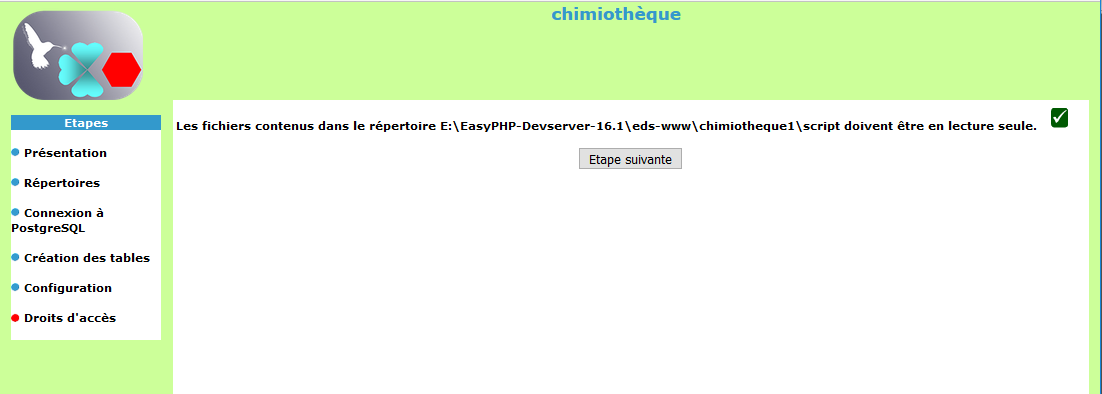 chimiothèque
Etapes
Présentation
Répertoires
Connexion à
PostgreSQL
Création des tables
Configuration
Droits d'accès
Les fichiers contenus dans le répertoire E:\EasyPHP-Devserver-16.1\eds-www\chimiotheque1\script doivent être en lecture seule.
Etape suivante